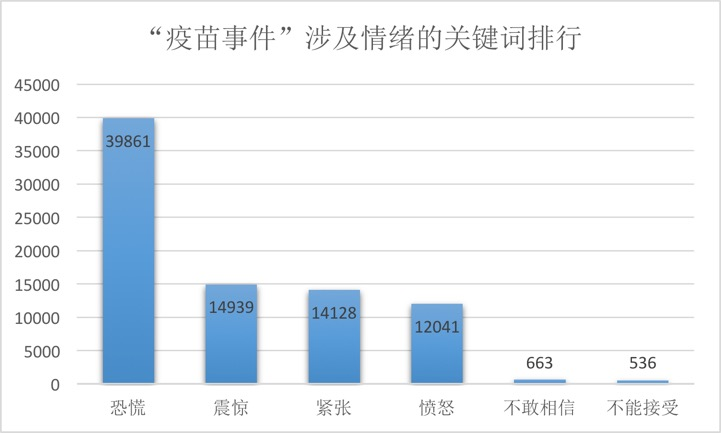 “疫苗事件”涉及情绪的关键词排行
45000
40000
35000
30000
25000
20000
15000
10000
5000
0
39861
14939
14128
12041
663
536
恐慌
震惊
紧张
愤怒
不敢相信
不能接受